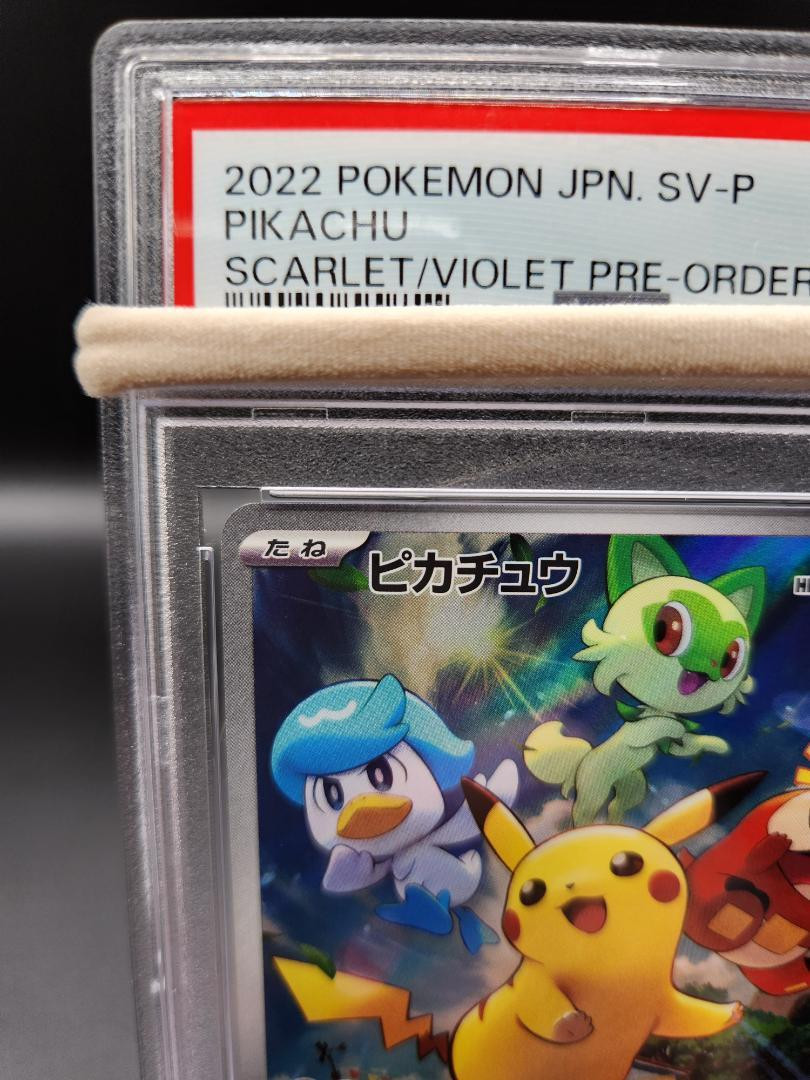 2022 POKEMON JPN. SV-P
PIKACHU
SCARLET/VIOLET PRE-ORDER
たね
ピカチュウ